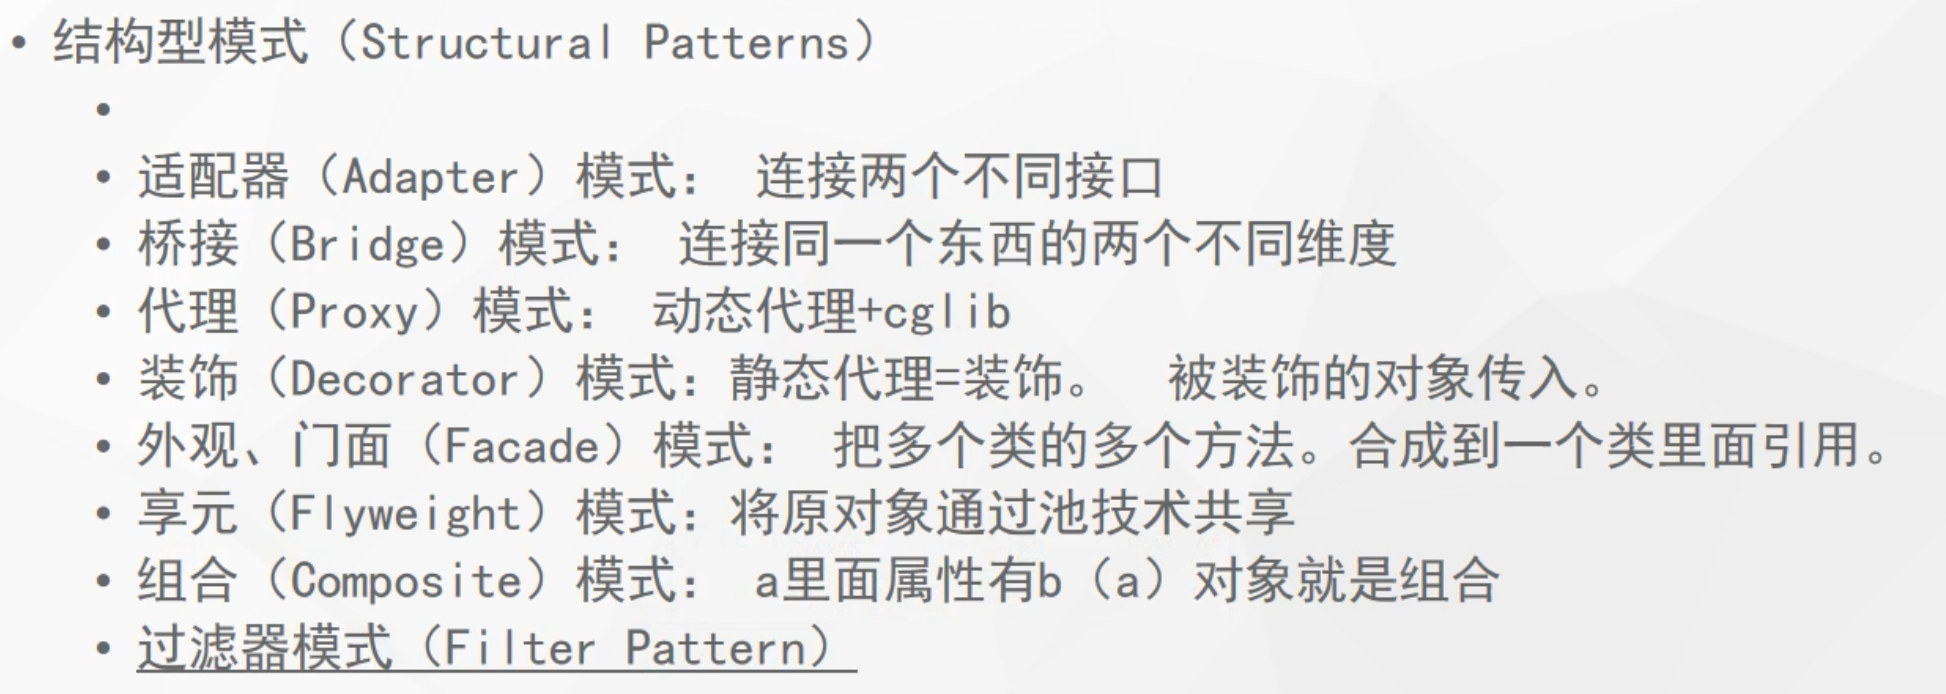 • 结构型模式（Structural Patterns）
•
• 适配器（Adapter）模式： 连接两个不同接口
• 桥接（Bridge）模式： 连接同一个东西的两个不同维度
• 代理（Proxy）模式： 动态代理+cglib
• 装饰（Decorator）模式：静态代理=装饰。 被装饰的对象传入。
• 外观、门面（Facade）模式： 把多个类的多个方法。合成到一个类里面引用。
• 享元（Flyweight）模式：将原对象通过池技术共享
• 组合（Composite）模式： a里面属性有b（a）对象就是组合
• 过滤器模式（Filter Pattern）